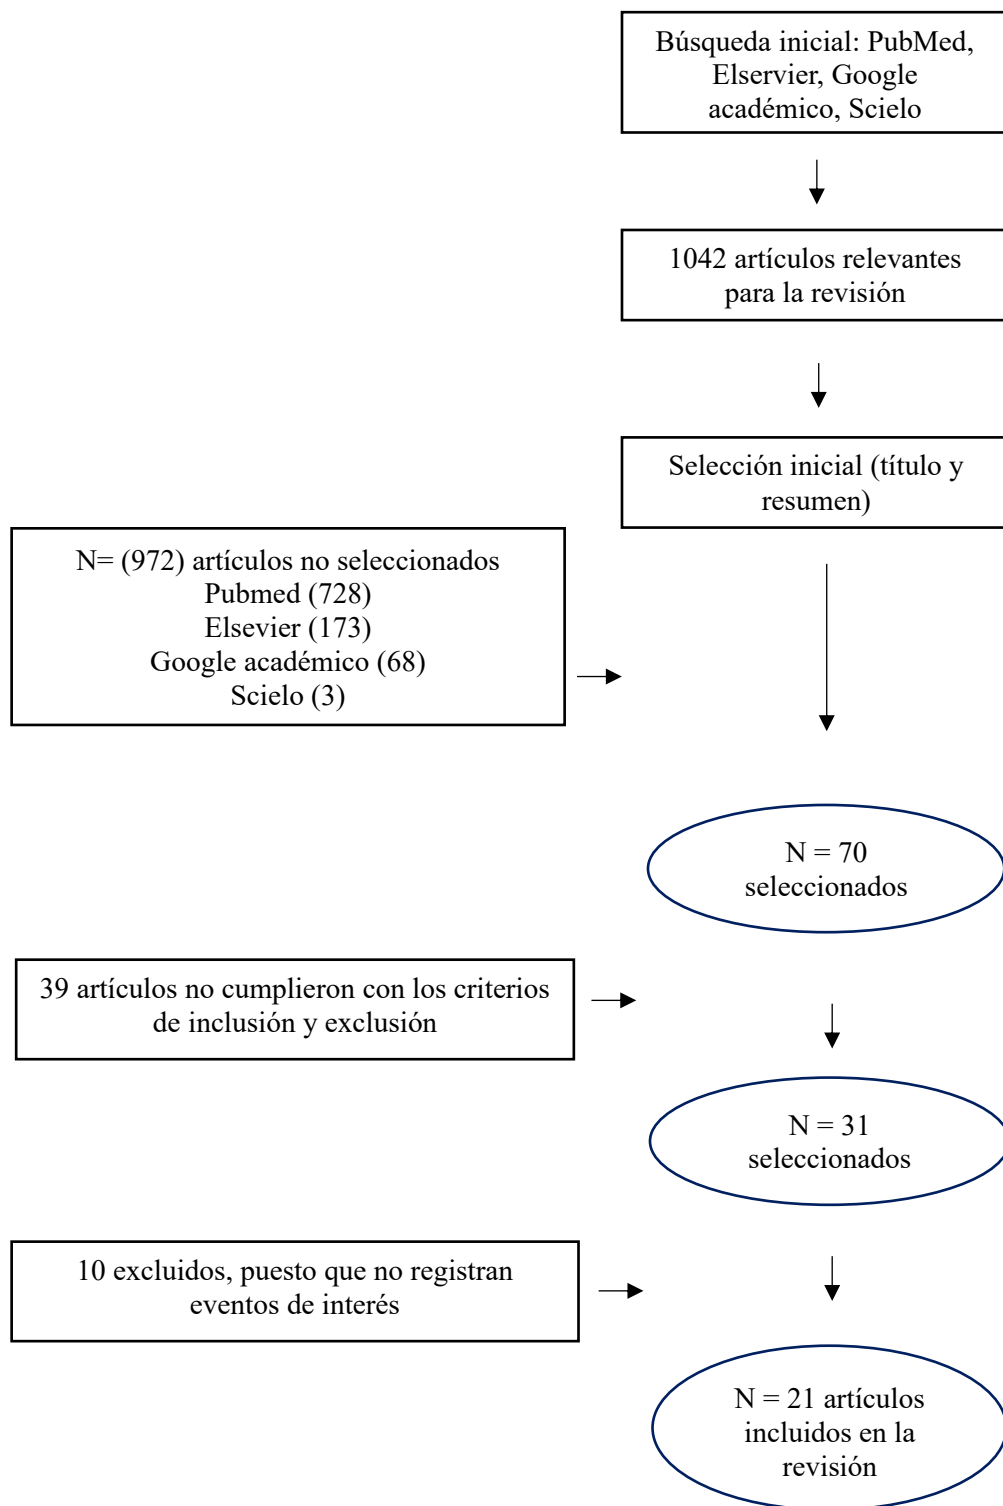 Búsqueda inicial: PubMed,
Elservier, Google
académico, Scielo
1042 artículos relevantes
para la revisión
Selección inicial (título y
resumen)
N= (972) artículos no seleccionados
Pubmed (728)
Elsevier (173)
Google académico (68)
Scielo (3)
N = 70
seleccionados
39 artículos no cumplieron con los criterios
de inclusión y exclusión
N = 31
seleccionados
10 excluidos, puesto que no registran
eventos de interés
N = 21 artículos
incluidos en la
revisión